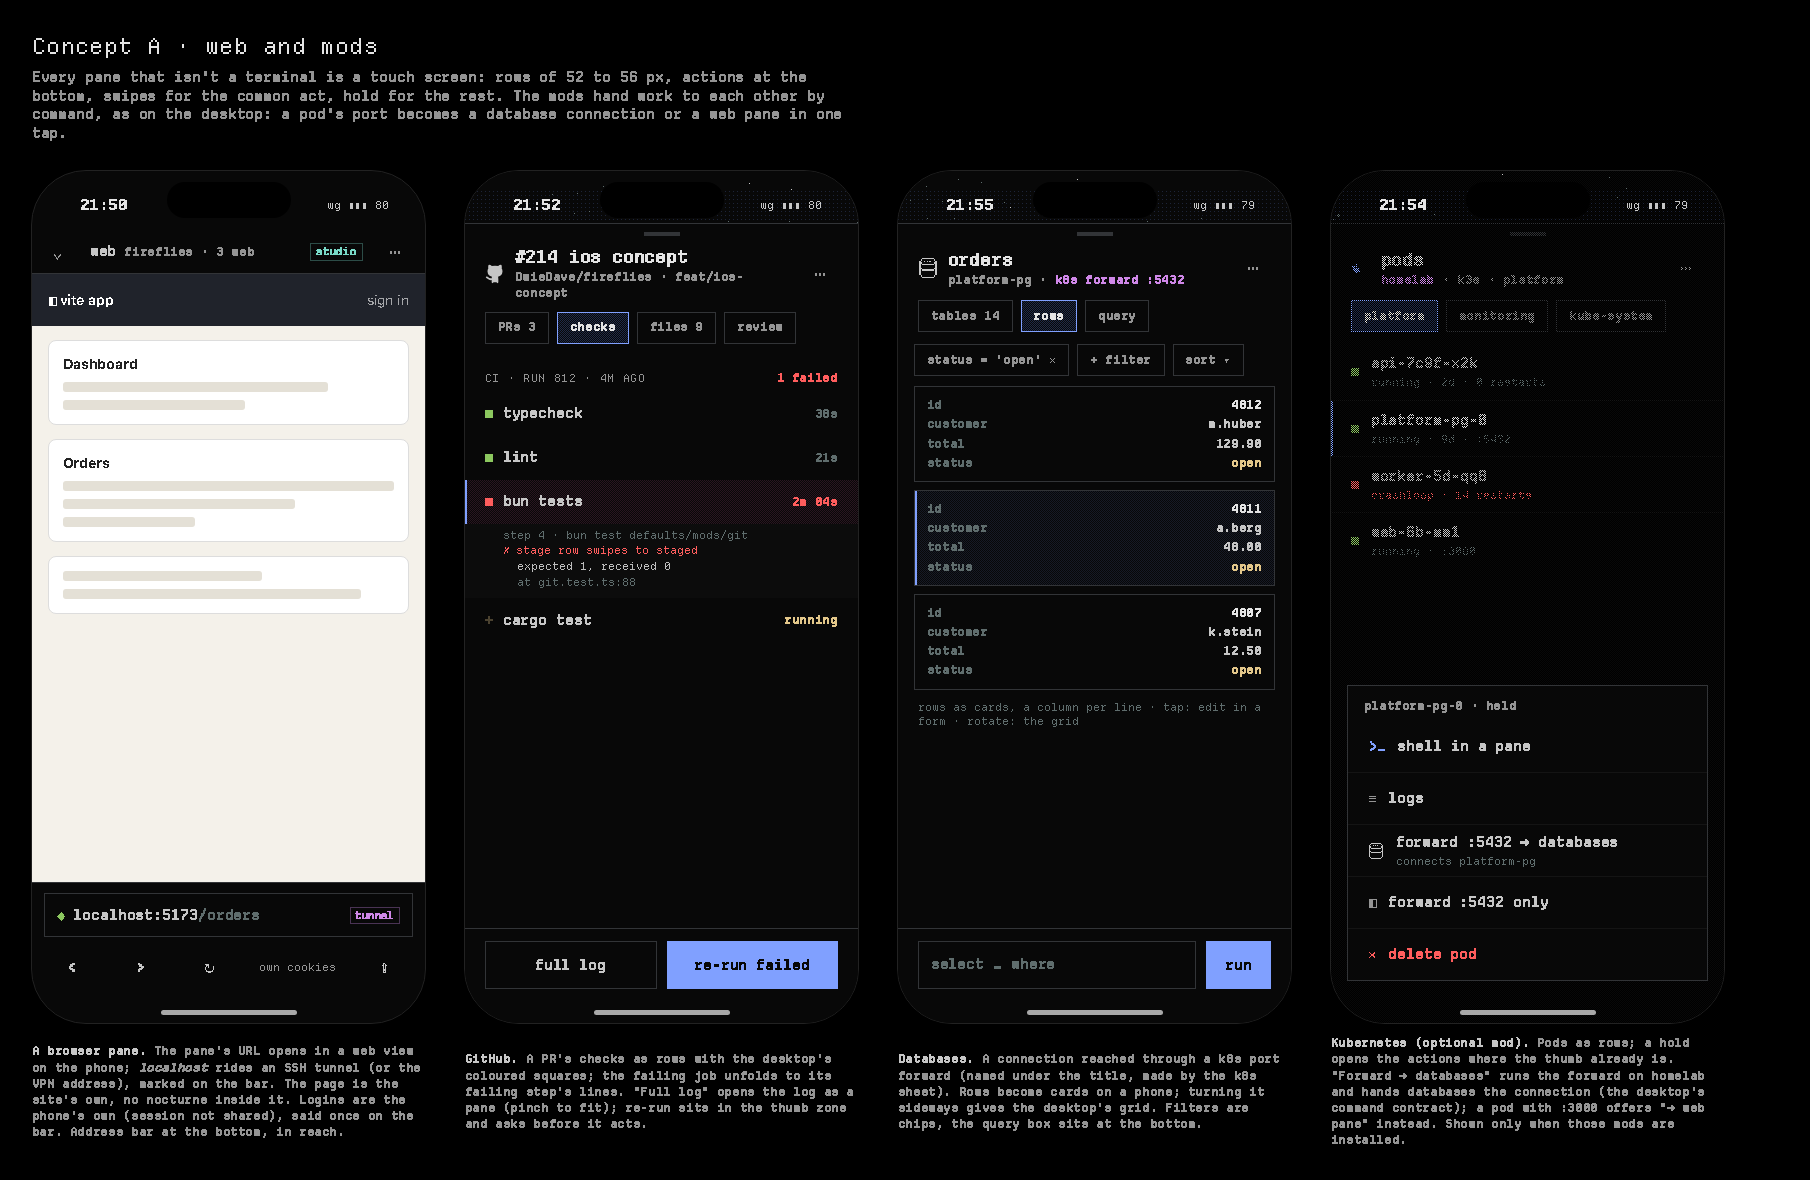 Concept A · web and mods
Every pane that isn't a terminal is a touch screen: rows of 52 to 56 px, actions at the
bottom, swipes for the common act, hold for the rest. The mods hand work to each other by
command, as on the desktop: a pod's port becomes a database connection or a web pane in one
tap.
21:50
wg 80
web fireflies · 3 web
studio
...
vite app
sign in
Dashboard
Orders
localhost:5173/orders
tunnel
own cookies
A browser pane. The pane's URL opens in a web view
on the phone; localhost rides an SSH tunnel (or the
VPN address), marked on the bar. The page is the
site's own, no nocturne inside it. Logins are the
phone's own (session not shared), said once on the
bar. Address bar at the bottom, in reach.
21:52
wg 80
#214 ios concept
DwieDave/fireflies · feat/ios-
concept
...
PRs 3
checks
files 9
review
CI · RUN 812 · 4M AGO
1 failed
typecheck
38s
lint
21s
bun tests
2m 04s
step 4 · bun test defaults/mods/git
✗ stage row swipes to staged
expected 1, received 0
at git.test.ts:88
+ cargo test
running
full log
re-run failed
GitHub. A PR's checks as rows with the desktop's
coloured squares; the failing job unfolds to its
failing step's lines. "Full log" opens the log as a
pane (pinch to fit); re-run sits in the thumb zone
and asks before it acts.
21:55
wg 79
orders
platform-pg · k8s forward :5432
...
tables 14
rows
query
status = 'open' ×
+ filter
sort ▾
id 4812
customer m.huber
total 129.90
status open
id 4811
customer a.berg
total 48.00
status open
id 4807
customer k.stein
total 12.50
status open
rows as cards, a column per line · tap: edit in a
form · rotate: the grid
select … where
run
Databases. A connection reached through a k8s port
forward (named under the title, made by the k8s
sheet). Rows become cards on a phone; turning it
sideways gives the desktop's grid. Filters are
chips, the query box sits at the bottom.
21:54
wg 79
pods
homelab · k3s · platform
...
platform
monitoring
kube-system
api-7c9f-x2k
running · 2d · 0 restarts
platform-pg-0
running · 9d · :5432
worker-5d-qq8
crashloop · 14 restarts
web-6b-mm1
running · :3000
platform-pg-0 · held
>_ shell in a pane
≡ logs
forward :5432 → databases
connects platform-pg
forward :5432 only
× delete pod
Kubernetes (optional mod). Pods as rows; a hold
opens the actions where the thumb already is.
"Forward → databases" runs the forward on homelab
and hands databases the connection (the desktop's
command contract); a pod with :3000 offers "→ web
pane" instead. Shown only when those mods are
installed.